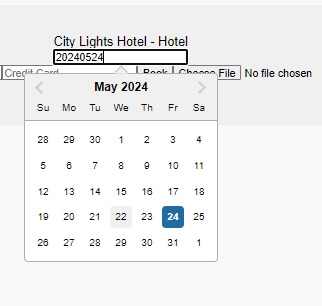 City Lights Hotel - Hotel
20240524
Credit Card Book Choose File No file chosen
May 2024
Su Mo Tu We Th Fr Sa
28 29 30 1 2 3 4
5 6 7 8 9 10 11
12 13 14 15 16 17 18
19 20 21 22 23 24 25
26 27 28 29 30 31 1